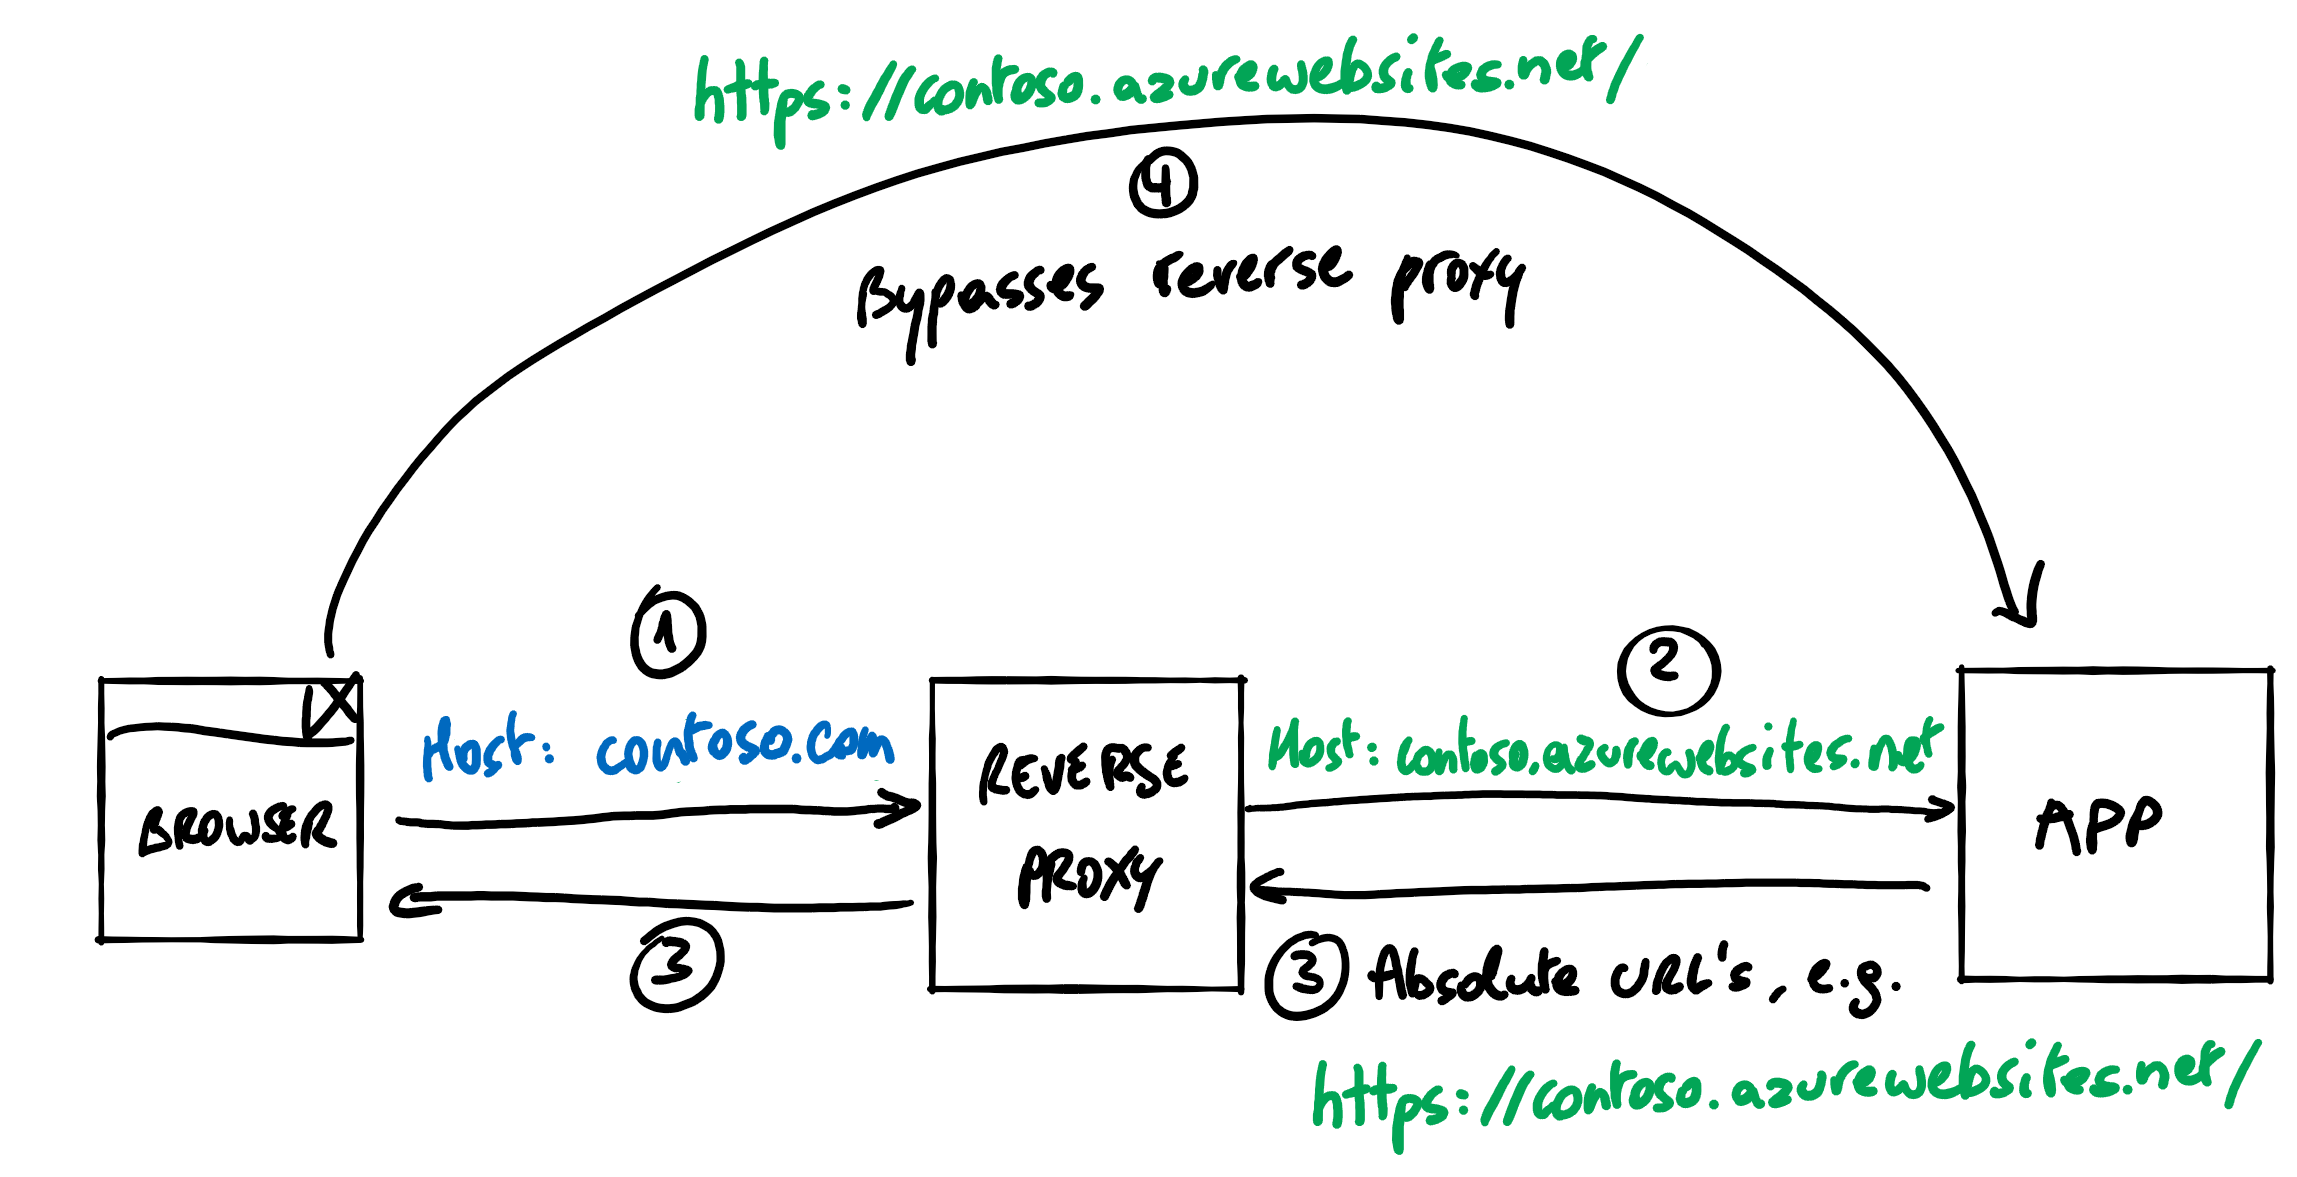 https://contoso.azurewebsites.net/
4
Bypasses reverse proxy
1
2
Host: contoso.com
Host: contoso.azurewebsites.net
BROWSER
REVERSE
PROXY
APP
3
3 Absolute URL's, e.g.
https://contoso.azurewebsites.net/